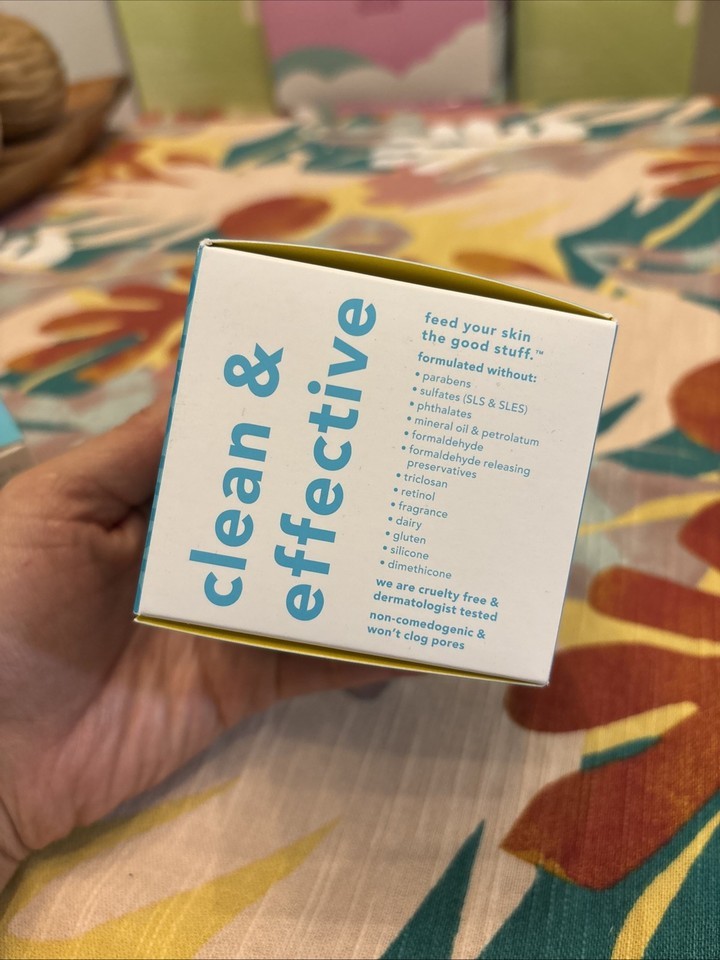 clean &
effective
feed your skin
the good stuff.™
formulated without:
• parabens
• sulfates (SLS & SLES)
• phthalates
• mineral oil & petrolatum
• formaldehyde
• formaldehyde releasing
preservatives
• triclosan
• retinol
• fragrance
• dairy
• gluten
• silicone
• dimethicone
we are cruelty free &
dermatologist tested
non-comedogenic &
won't clog pores